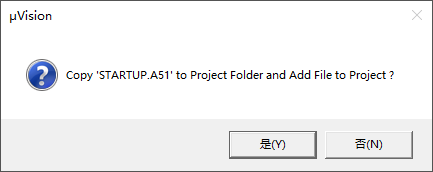 μVision
Copy 'STARTUP.A51' to Project Folder and Add File to Project ?
是(Y)
否(N)